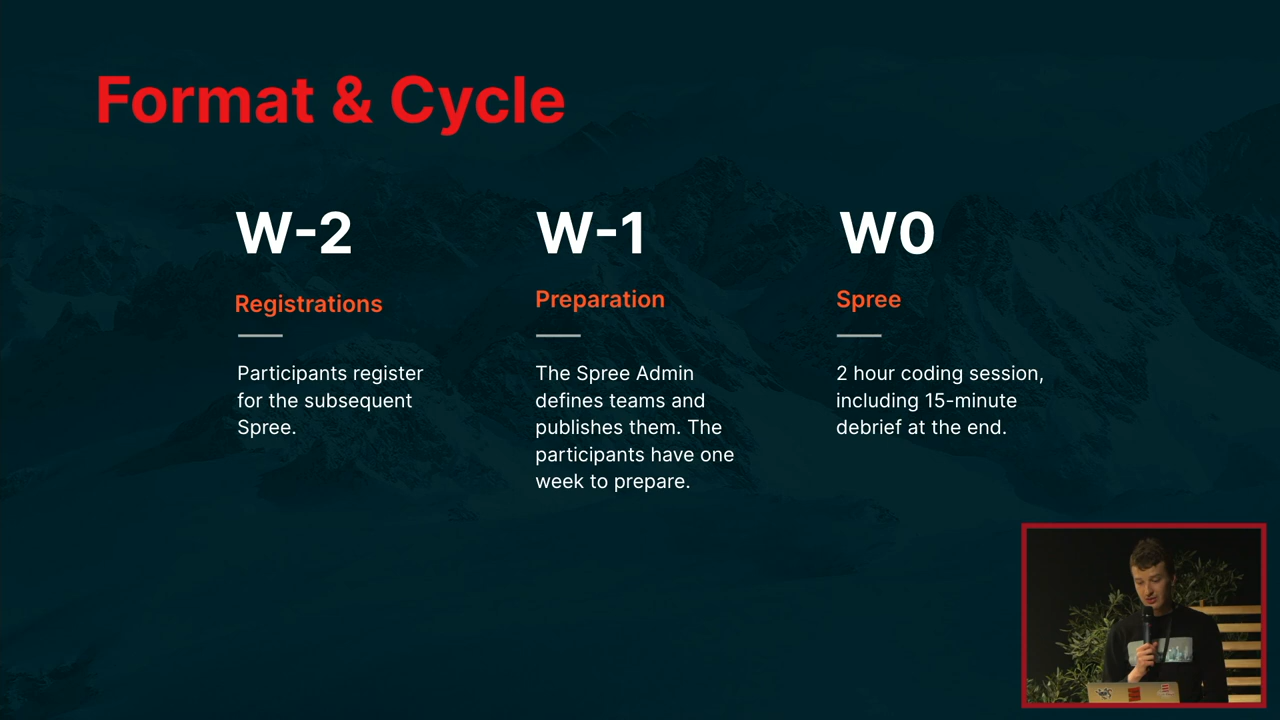 Format & Cycle
W-2
Registrations
Participants register
for the subsequent
Spree.
W-1
Preparation
The Spree Admin
defines teams and
publishes them. The
participants have one
week to prepare.
W0
Spree
2 hour coding session,
including 15-minute
debrief at the end.